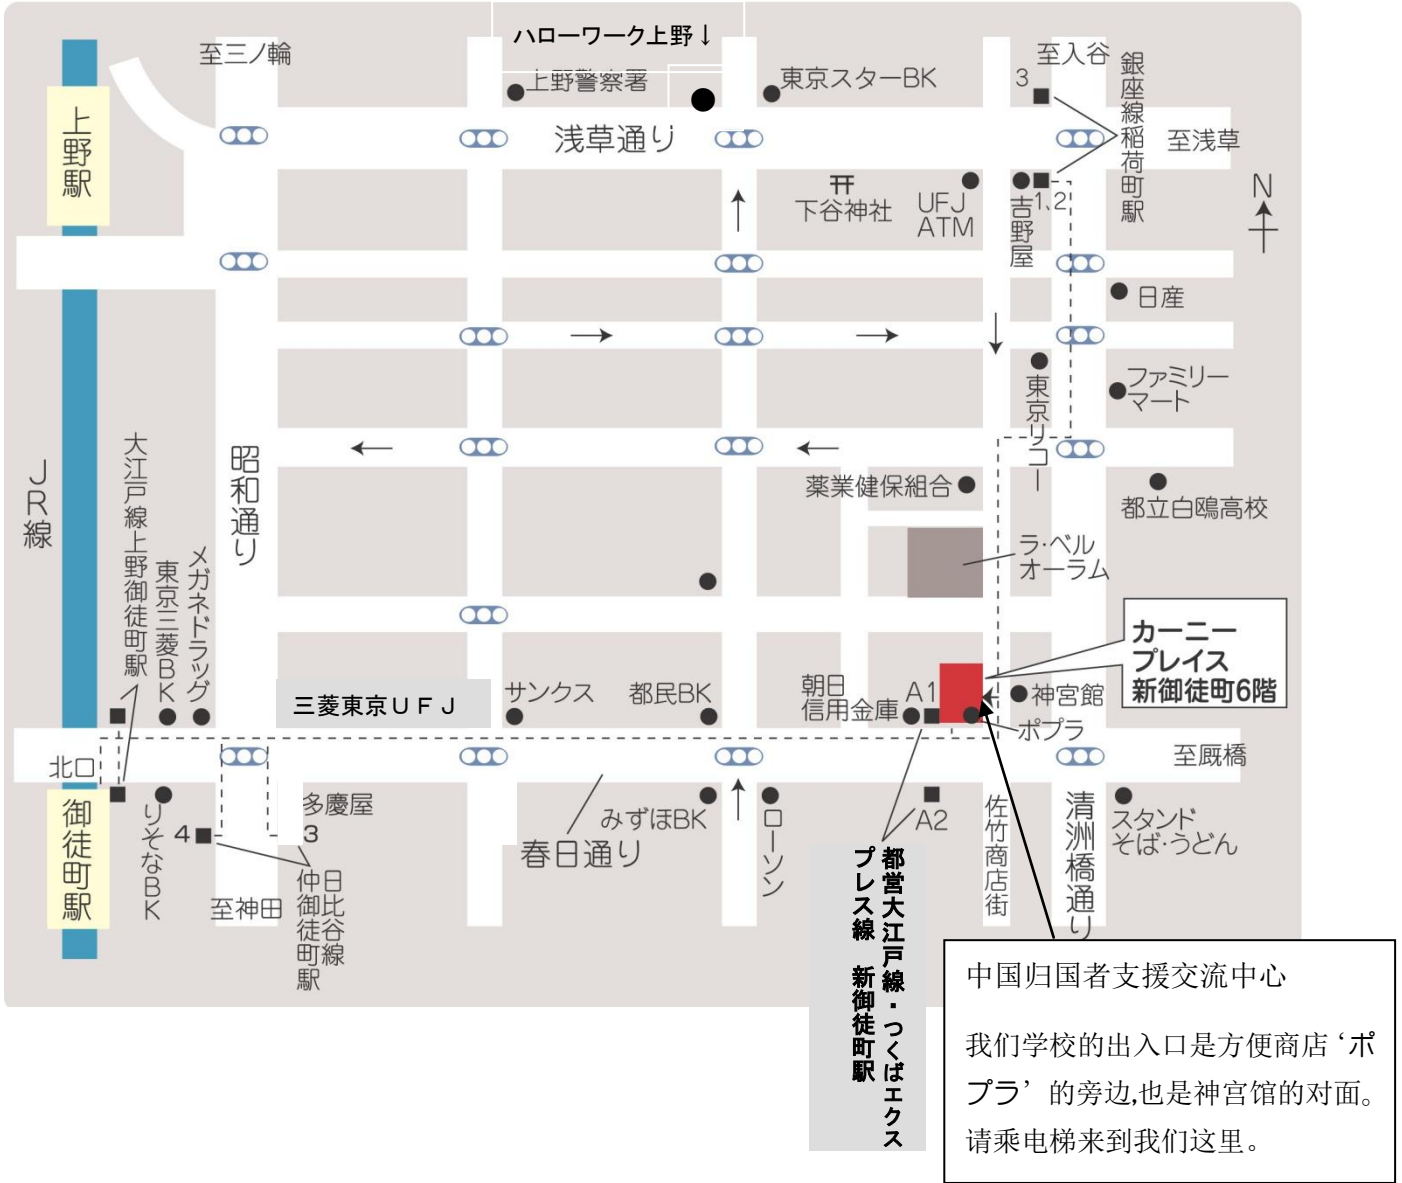 ハローワーク上野↓
至三ノ輪
上野警察署
東京スターBK
至入谷
3
銀座線稲荷町駅
上野駅
浅草通り
至浅草
下谷神社
UFJ
ATM
吉野屋
1、2
N
日産
東京リコー
ファミリー
マート
JR線
昭和通り
大江戸線上野御徒町駅
東京三菱BK
メガネドラッグ
薬業健保組合
都立白鴎高校
ラ・ベル
オーラム
カーニー
プレイス
新御徒町6階
三菱東京UFJ
サンクス
都民BK
朝日
信用金庫
A1
神宮館
ポプラ
北口
至厩橋
御徒町駅
りそなBK
4
3
多慶屋
至神田
日比谷線
仲御徒町駅
春日通り
みずほBK
ローソン
A2
佐竹商店街
清洲橋通り
スタンド
そば・うどん
都営大江戸線・つくばエクス
プレス線 新御徒町駅
中国归国者支援交流中心
我们学校的出入口是方便商店‘ポ
プラ’的旁边,也是神宫馆的对面。
请乘电梯来到我们这里。